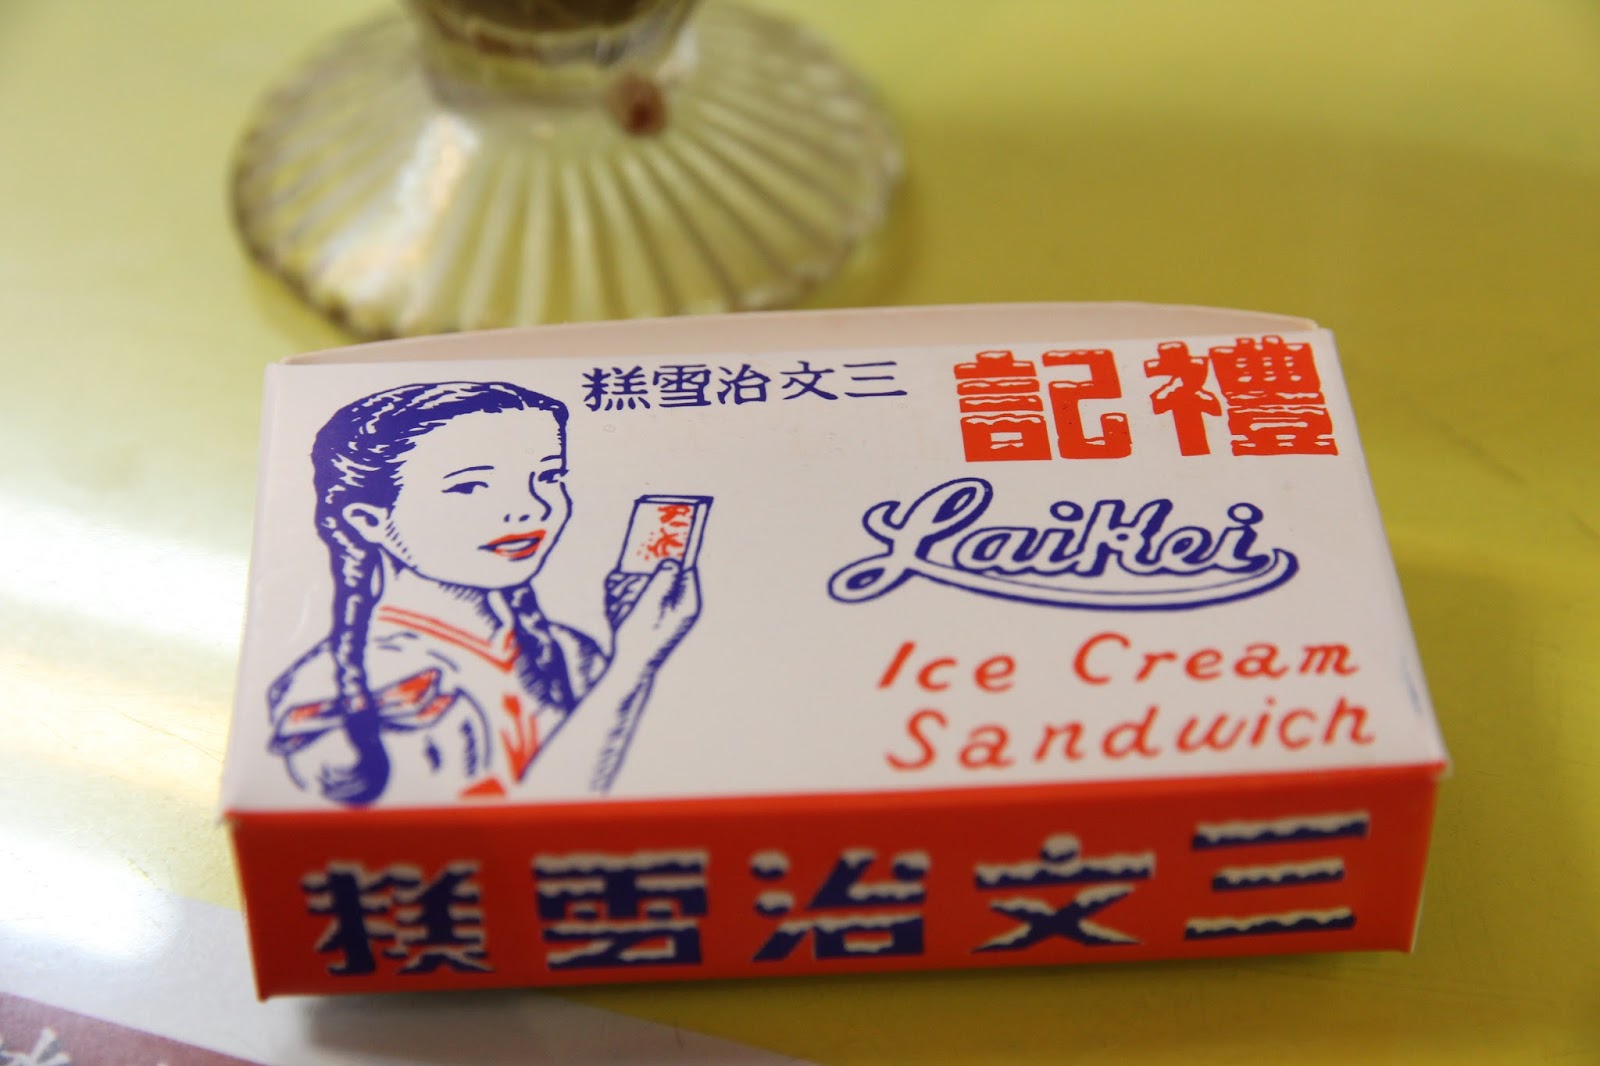 禮記
三文治雪糕
LaiKei
Ice Cream
Sandwich
三文治雪糕